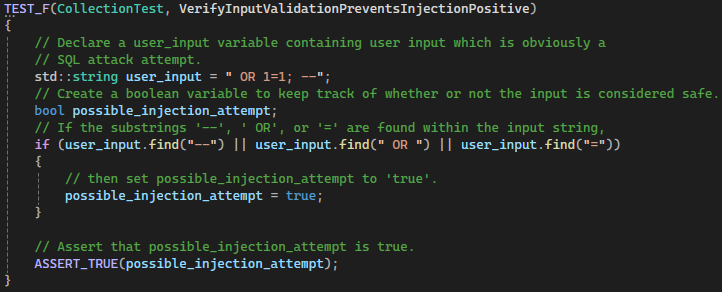 TEST_F(CollectionTest, VerifyInputValidationPreventsInjectionPositive)
{
// Declare a user_input variable containing user input which is obviously a
// SQL attack attempt.
std::string user_input = " OR 1=1; --";
// Create a boolean variable to keep track of whether or not the input is considered safe.
bool possible_injection_attempt;
// If the substrings '--', ' OR', or '=' are found within the input string,
if (user_input.find("--") || user_input.find(" OR ") || user_input.find("="))
{
// then set possible_injection_attempt to 'true'.
possible_injection_attempt = true;
}
// Assert that possible_injection_attempt is true.
ASSERT_TRUE(possible_injection_attempt);
}